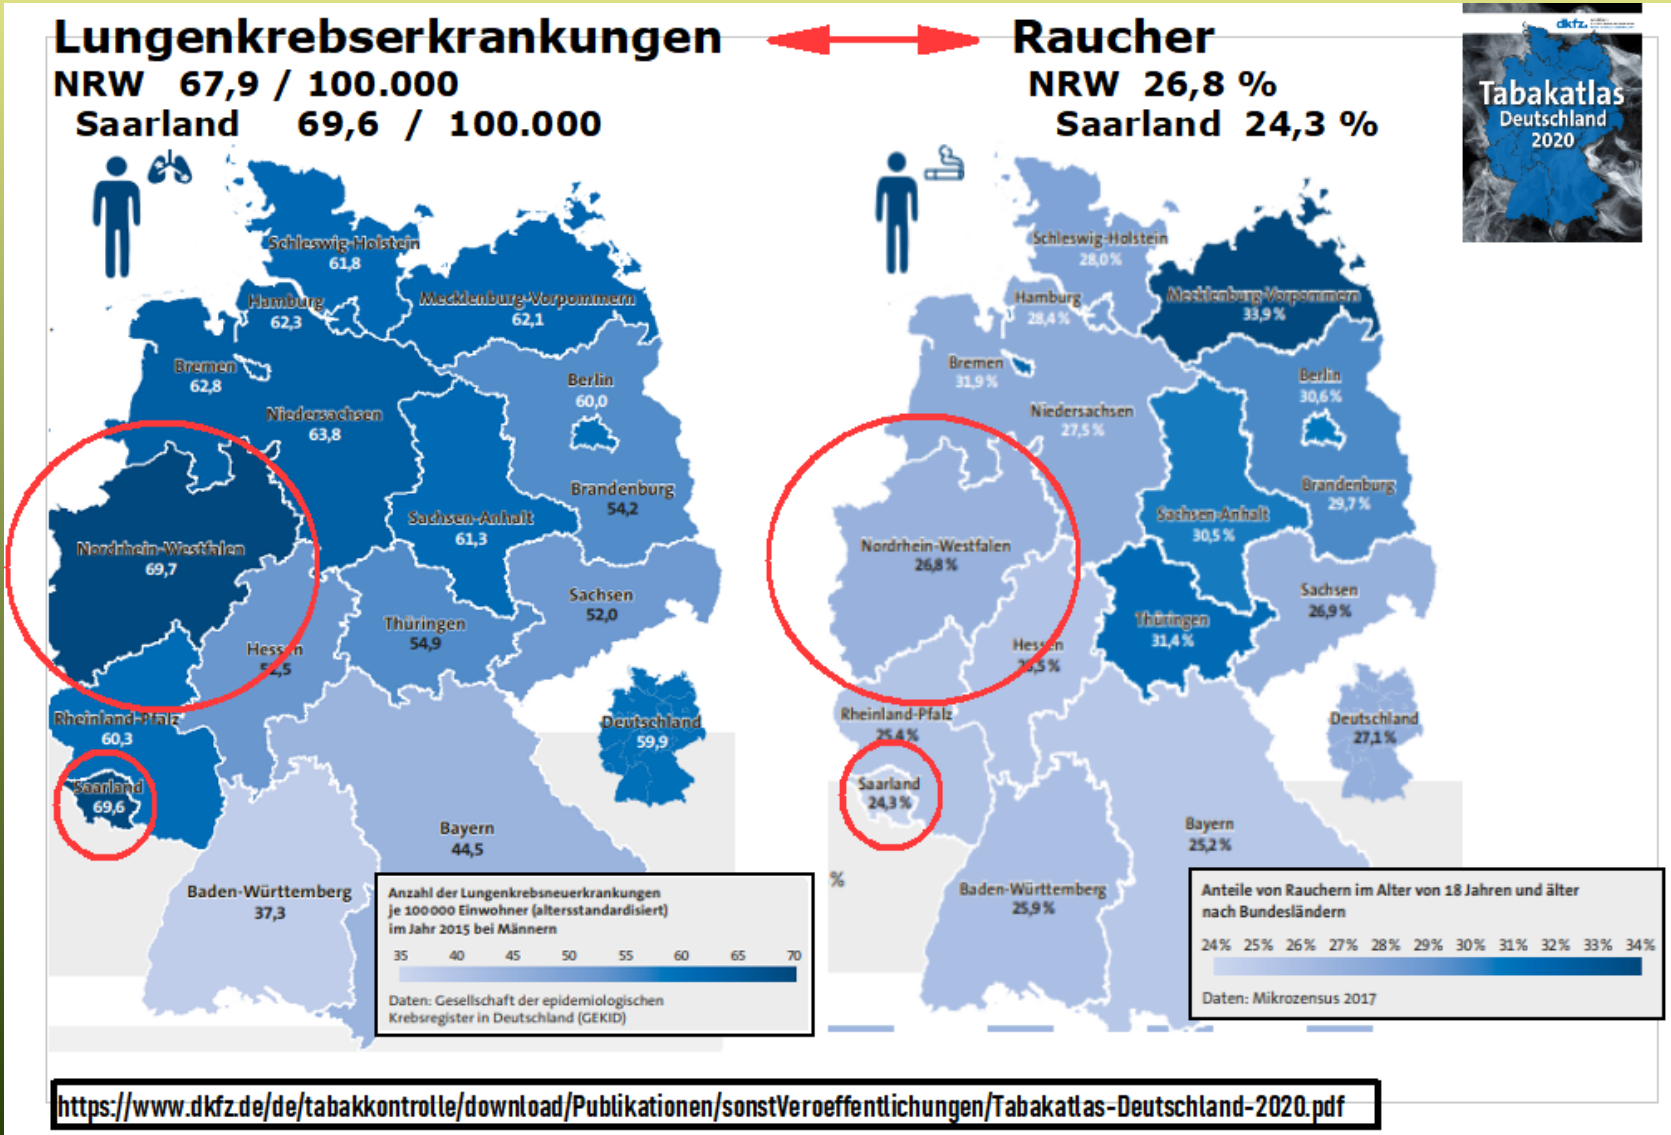 Lungenkrebserkrankungen
NRW 67,9 / 100.000
Saarland 69,6 / 100.000
Raucher
NRW 26,8 %
Saarland 24,3 %
dkfz.
Tabakatlas
Deutschland
2020
Schleswig-Holstein
61,8
Hamburg
62,3
Mecklenburg-Vorpommern
62,1
Bremen
62,8
Niedersachsen
63,8
Berlin
60,0
Brandenburg
54,2
Sachsen-Anhalt
61,3
Nordrhein-Westfalen
69,7
Hessen
52,5
Thüringen
54,9
Sachsen
52,0
Rheinland-Pfalz
60,3
Saarland
69,6
Deutschland
59,9
Bayern
44,5
Baden-Württemberg
37,3
Anzahl der Lungenkrebsneuerkrankungen
je 100000 Einwohner (altersstandardisiert)
im Jahr 2015 bei Männern
35 40 45 50 55 60 65 70
Daten: Gesellschaft der epidemiologischen
Krebsregister in Deutschland (GEKID)
Schleswig-Holstein
28,0%
Hamburg
28,4%
Mecklenburg-Vorpommern
33,9%
Bremen
31,9%
Niedersachsen
27,5%
Berlin
30,6%
Brandenburg
29,7%
Sachsen-Anhalt
30,5%
Nordrhein-Westfalen
26,8%
Hessen
Thüringen
31,4%
Sachsen
26,9%
Rheinland-Pfalz
25,4%
Saarland
24,3%
Deutschland
27,1%
Bayern
25,2%
Baden-Württemberg
25,9%
%
Anteile von Rauchern im Alter von 18 Jahren und älter
nach Bundesländern
24% 25% 26% 27% 28% 29% 30% 31% 32% 33% 34%
Daten: Mikrozensus 2017
https://www.dkfz.de/de/tabakkontrolle/download/Publikationen/sonstVeroeffentlichungen/Tabakatlas-Deutschland-2020.pdf